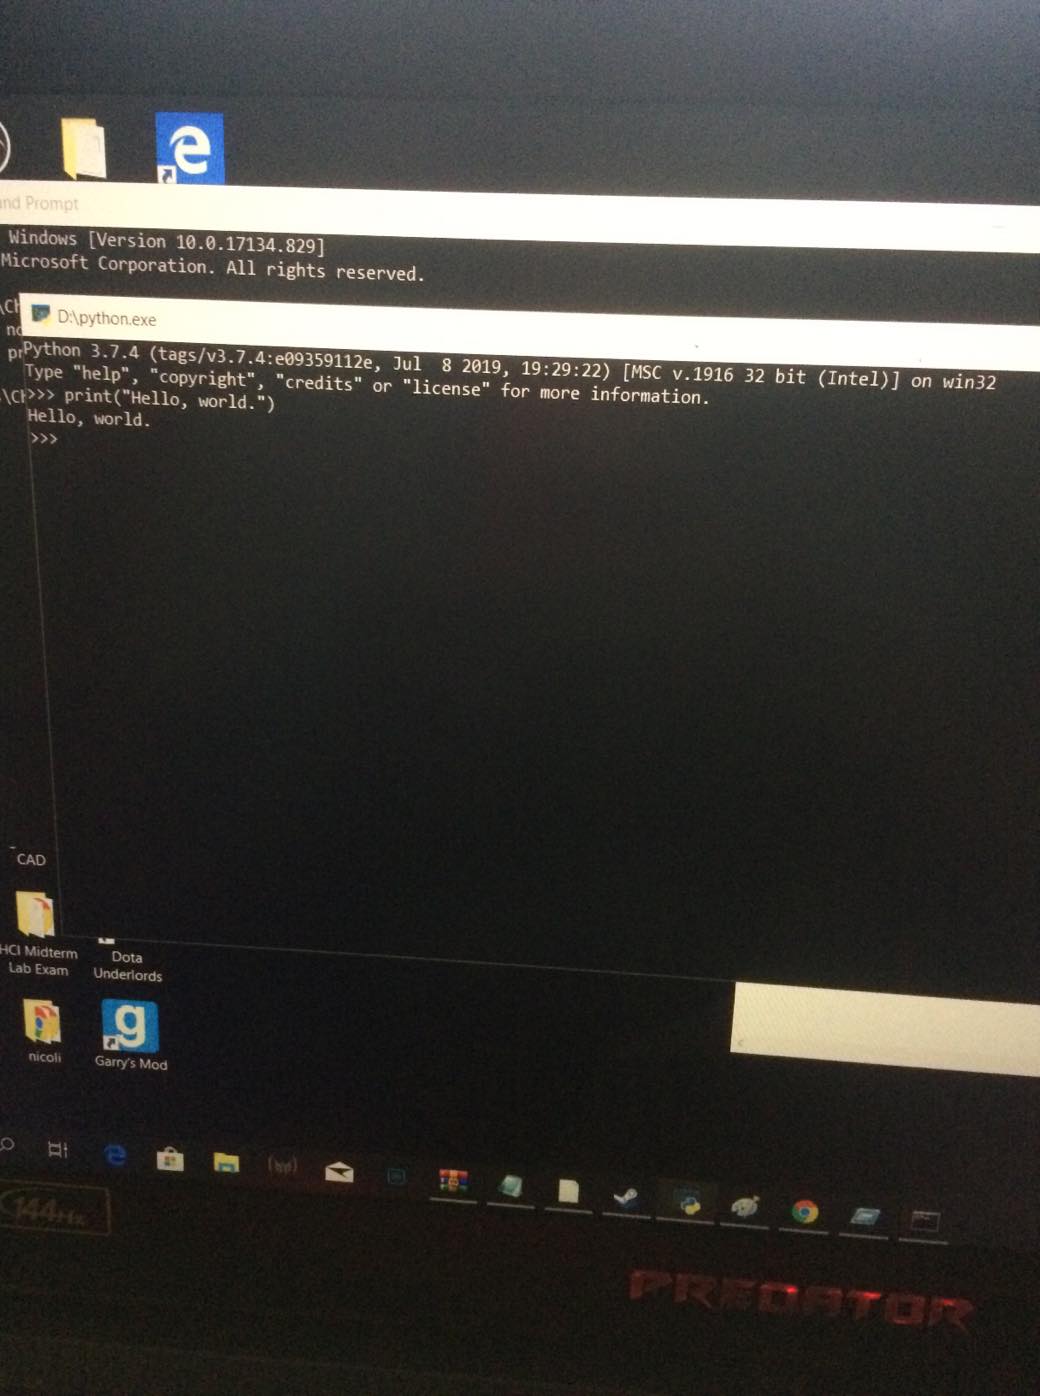 and Prompt
Windows [Version 10.0.17134.829]
Microsoft Corporation. All rights reserved.
D:\python.exe
Python 3.7.4 (tags/v3.7.4:e09359112e, Jul  8 2019, 19:29:22) [MSC v.1916 32 bit (Intel)] on win32
Type "help", "copyright", "credits" or "license" for more information.
>>> print("Hello, world.")
Hello, world.
>>>
CAD
HCI Midterm
Lab Exam
Dota
Underlords
nicoli
Garry's Mod
144Hz
PREDATOR